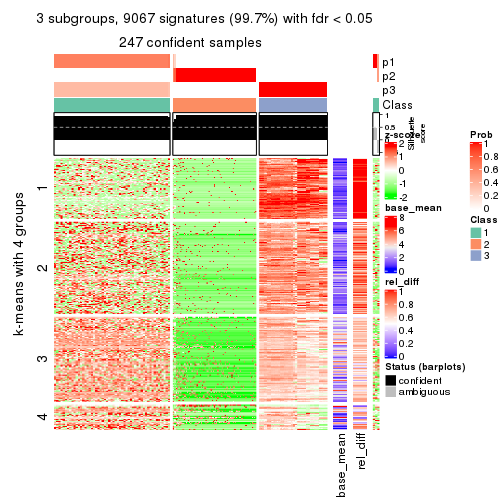 3 subgroups, 9067 signatures (99.7%) with fdr < 0.05
247 confident samples
p1
p2
p3
Class
1
0.5
0
Silhouette
score
k-means with 4 groups
1
2
3
4
base_mean
rel_diff
z-score
2
1
0
-1
-2
base_mean
8
6
4
2
0
rel_diff
1
0.8
0.6
0.4
0.2
0
Status (barplots)
confident
ambiguous
Prob
1
0.8
0.6
0.4
0.2
0
Class
1
2
3